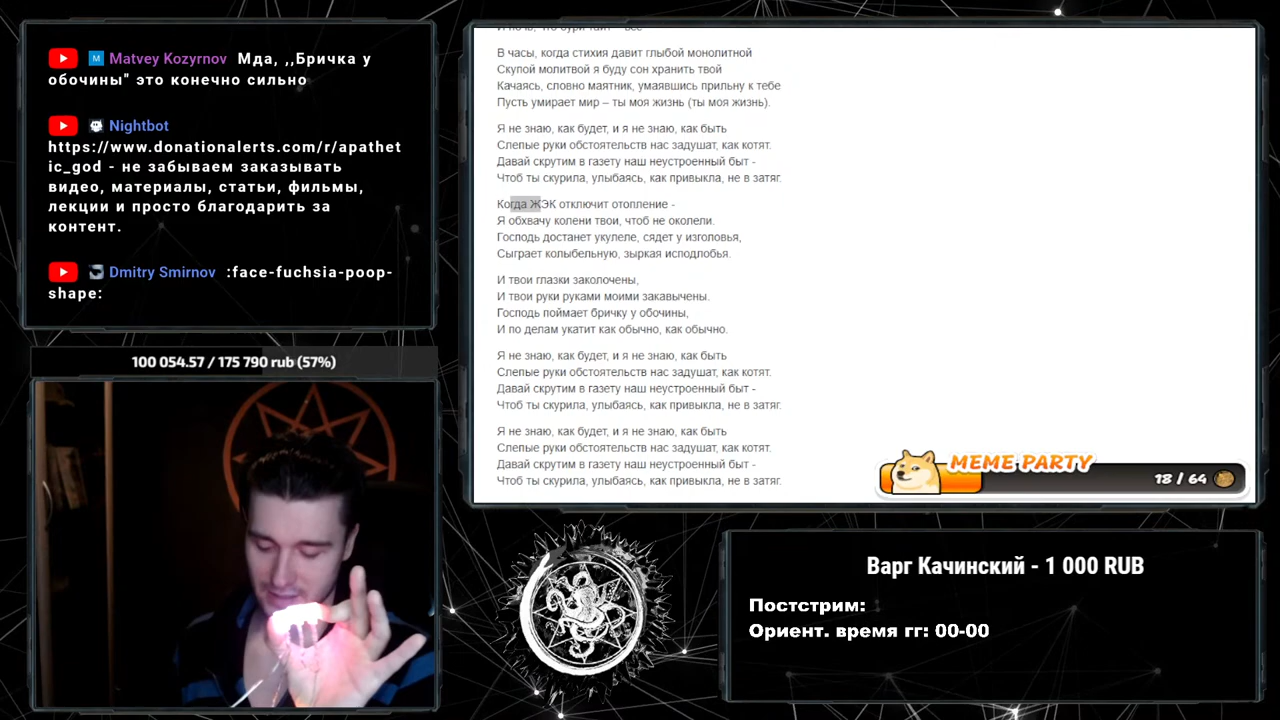 Matvey Kozyrnov Мда, ,,Бричка у
обочины" это конечно сильно
Nightbot
https://www.donationalerts.com/r/apathet
ic_god - не забываем заказывать
видео, материалы, статьи, фильмы,
лекции и просто благодарить за
контент.
Dmitry Smirnov :face-fuchsia-poop-
shape:
100 054.57 / 175 790 rub (57%)
В часы, когда стихия давит глыбой монолитной
Скупой молитвой я буду сон хранить твой
Качаясь, словно маятник, умаявшись прильну к тебе
Пусть умирает мир – ты моя жизнь (ты моя жизнь).
Я не знаю, как будет, и я не знаю, как быть
Слепые руки обстоятельств нас задушат, как котят.
Давай скрутим в газету наш неустроенный быт -
Чтоб ты скурила, улыбаясь, как привыкла, не в затяг.
Когда ЖЭК отключит отопление -
Я обхвачу колени твои, чтоб не околели.
Господь достанет укулеле, сядет у изголовья,
Сыграет колыбельную, зыркая исподлобья.
И твои глазки заколочены,
И твои руки руками моими закавычены.
Господь поймает бричку у обочины,
И по делам укатит как обычно, как обычно.
Я не знаю, как будет, и я не знаю, как быть
Слепые руки обстоятельств нас задушат, как котят.
Давай скрутим в газету наш неустроенный быт -
Чтоб ты скурила, улыбаясь, как привыкла, не в затяг.
Я не знаю, как будет, и я не знаю, как быть
Слепые руки обстоятельств нас задушат, как котят.
Давай скрутим в газету наш неустроенный быт -
Чтоб ты скурила, улыбаясь, как привыкла, не в затяг.
MEME PARTY
18 / 64
Варг Качинский - 1 000 RUB
Постстрим:
Ориент. время гг: 00-00